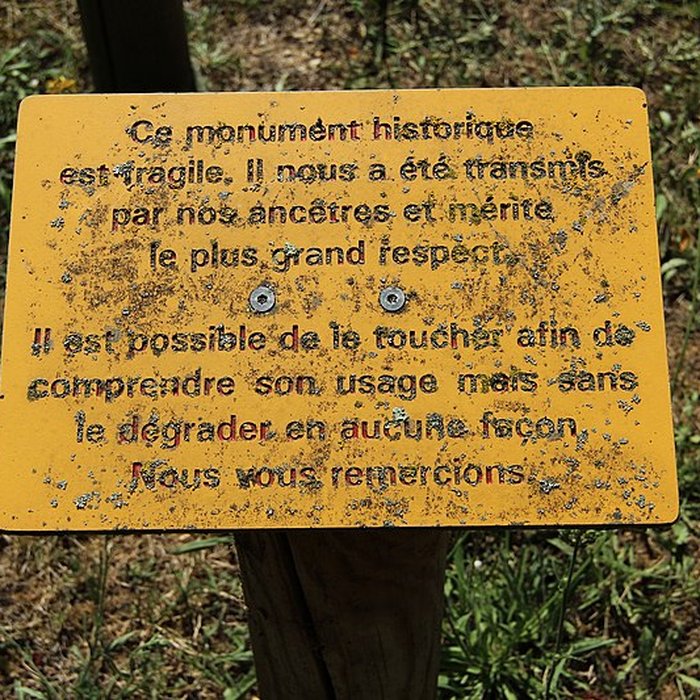 Ce monument historique
est fragile. Il nous a été transmis
par nos ancêtres et mérite
le plus grand respect.
Il est possible de le toucher afin de
comprendre son usage mais sans
le dégrader en aucune façon.
Nous vous remercions.